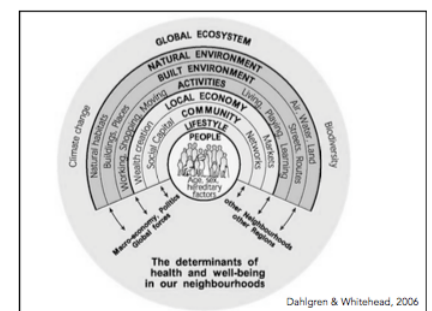 GLOBAL ECOSYSTEM
NATURAL ENVIRONMENT
BUILT ENVIRONMENT
ACTIVITIES
LOCAL ECONOMY
COMMUNITY
LIFESTYLE
PEOPLE
Age, sex,
hereditary
factors
Climate change
Natural habitats
Buildings, Places
Working, Shopping, Moving
Wealth creation
Social Capital
Networks
Markets
Living, Playing, Learning
Streets, Routes
Air, Water, Land
Biodiversity
Macro-economy, Politics
Global forces
other Neighbourhoods
other Regions
The determinants of
health and well-being
in our neighbourhoods
Dahlgren & Whitehead, 2006